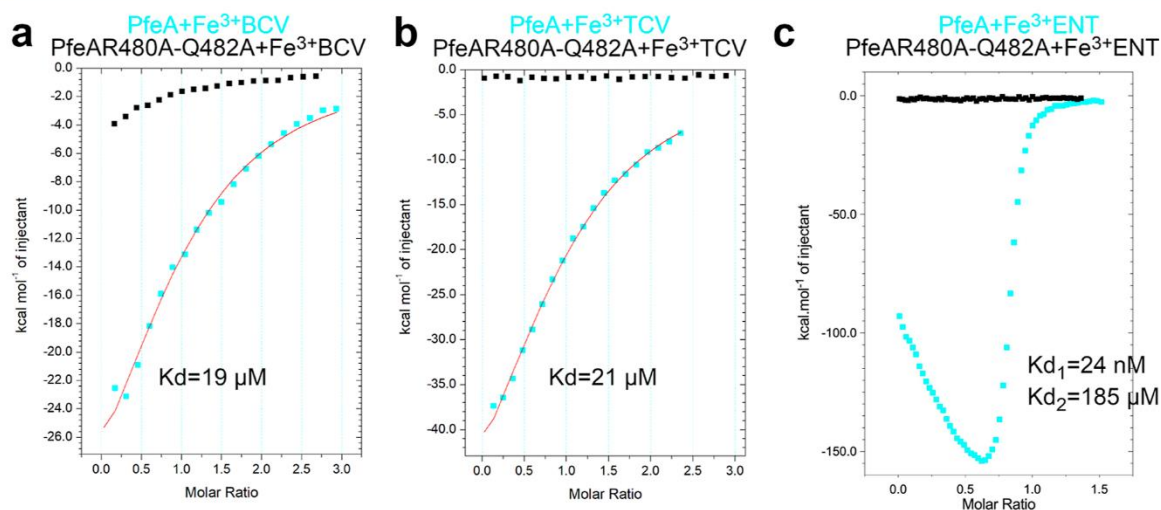 a
PfeA+Fe³⁺BCV
PfeAR480A-Q482A+Fe³⁺BCV
0.0
-2.0
-4.0
-6.0
-8.0
-10.0
-12.0
-14.0
-16.0
-18.0
-20.0
-22.0
-24.0
-26.0
kcal mol⁻¹ of injectant
Kd=19 µM
0.0 0.5 1.0 1.5 2.0 2.5 3.0
Molar Ratio
b
PfeA+Fe³⁺TCV
PfeAR480A-Q482A+Fe³⁺TCV
0.0
-5.0
-10.0
-15.0
-20.0
-25.0
-30.0
-35.0
-40.0
kcal mol⁻¹ of injectant
Kd=21 µM
0.0 0.5 1.0 1.5 2.0 2.5 3.0
Molar Ratio
c
PfeA+Fe³⁺ENT
PfeAR480A-Q482A+Fe³⁺ENT
0.0
-50.0
-100.0
-150.0
kcal.mol⁻¹ of injectant
Kd₁=24 nM
Kd₂=185 µM
0.0 0.5 1.0 1.5
Molar Ratio